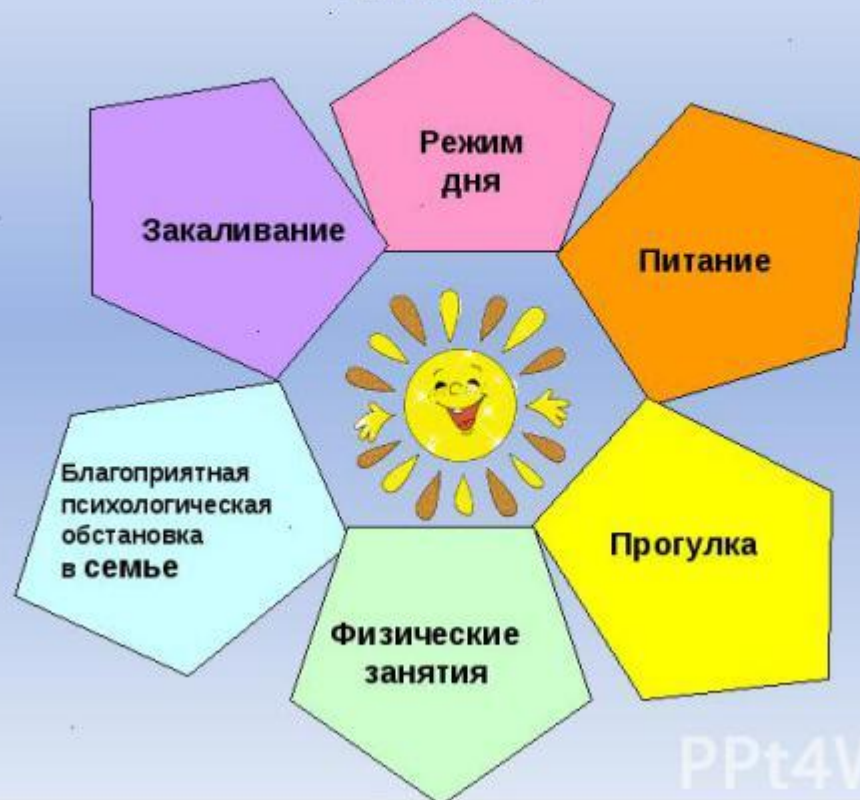 Режим
дня
Закаливание
Питание
Благоприятная
психологическая
обстановка
в семье
Прогулка
Физические
занятия
PPt4W